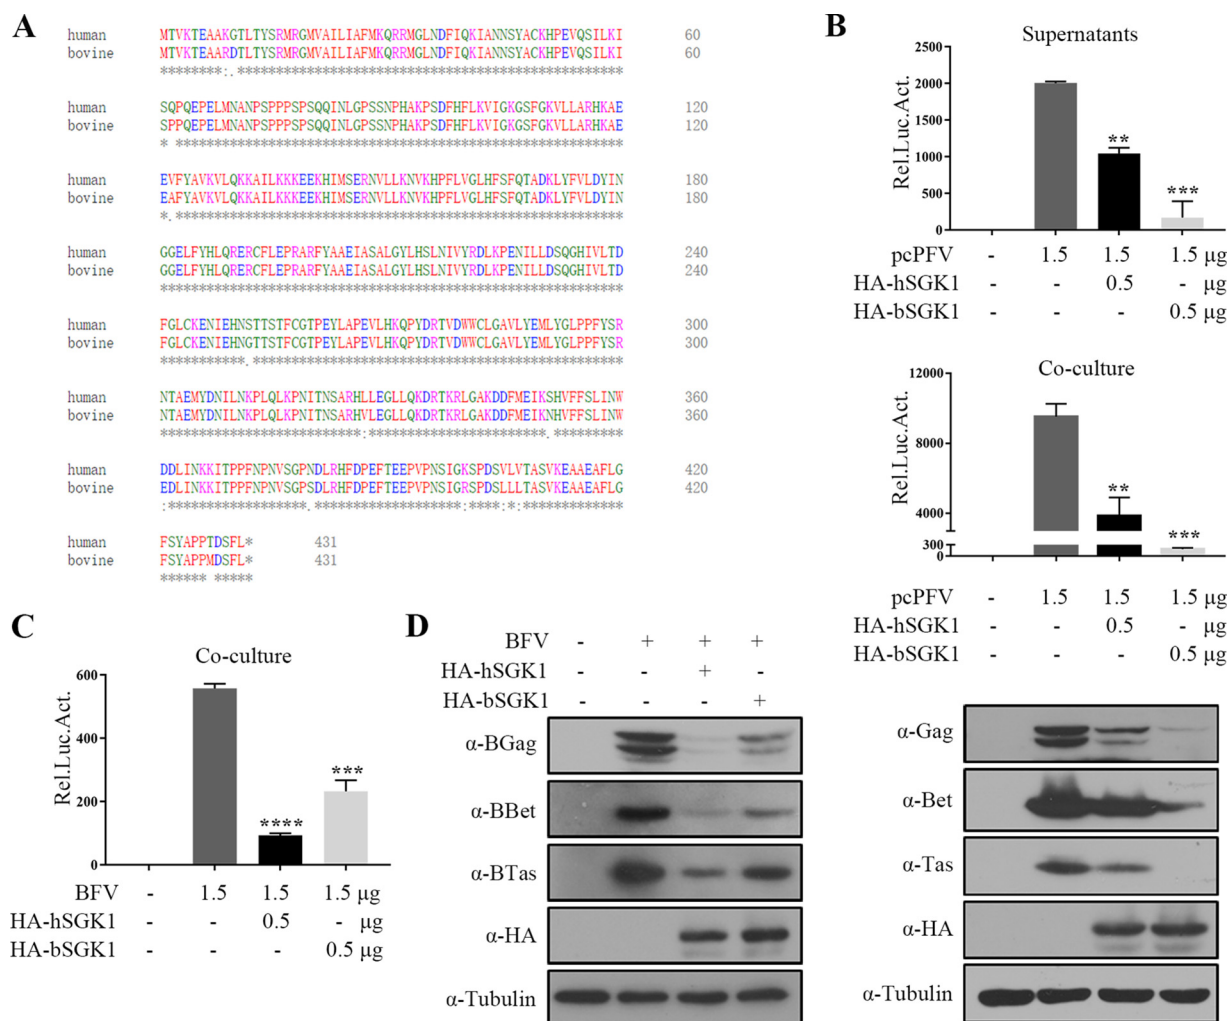 A
human MTVKTEAAKGTLTYSRMRGMVAILIAFMKQRRMGLNDFIQKIANNSYACKHPEVQSILKI 60
bovine MTVKTEAARDTLTYSRMRGMVAILIAFMKQRRMGLNDFIQKIANNSYACKHPEVQSILKI 60
********:.**************************************************
human SQPQEPELMNANPSPPPSPSQQINLGPSSNPHAKPSDFHFLKVIGKGSFGKVLLARHKAE 120
bovine SPPQEPELMNANPSPPPSPSQQINLGPSSNPHAKPSDFHFLKVIGKGSFGKVLLARHKAE 120
* **********************************************************
human EVFYAVKVLQKKAILKKKEEKHIMSERNVLLKNVKHPFLVGLHFSFQTADKLYFVLDYIN 180
bovine EAFYAVKVLQKKAILKKKEEKHIMSERNVLLKNVKHPFLVGLHFSFQTADKLYFVLDYIN 180
*.**********************************************************
human GGELFYHLQRERCFLEPRARFYAAEIASALGYLHSLNIVYRDLKPENILLDSQGHIVLTD 240
bovine GGELFYHLQRERCFLEPRARFYAAEIASALGYLHSLNIVYRDLKPENILLDSQGHIVLTD 240
************************************************************
human FGLCKENIEHNSTTSTFCGTPEYLAPEVLHKQPYDRTVDWWCLGAVLYEMLYGLPPFYSR 300
bovine FGLCKENIEHNGTTSTFCGTPEYLAPEVLHKQPYDRTVDWWCLGAVLYEMLYGLPPFYSR 300
***********.************************************************
human NTAEMYDNILNKPLQLKPNITNSARHLLEGLLQKDRTKRLGAKDDFMEIKSHVFFSLINW 360
bovine NTAEMYDNILNKPLQLKPNITNSARHVLEGLLQKDRTKRLGAKDDFMEIKNHVFFSLINW 360
**************************:***********************.*********
human DDLINKKITPPFNPNVSGPNDLRHFDPEFTEEPVPNSIGKSPDSVLVTASVKEAAEAFLG 420
bovine EDLINKKITPPFNPNVSGPSDLRHFDPEFTEEPVPNSIGRSPDSLLLTASVKEAAEAFLG 420
:******************.*******************:****:*:*************
human FSYAPPTDSFL* 431
bovine FSYAPPMDSFL* 431
****** *****
B
Supernatants
Rel.Luc.Act.
2500
2000
1500
1000
500
0
**
***
pcPFV - 1.5 1.5 1.5 μg
HA-hSGK1 - - 0.5 - μg
HA-bSGK1 - - - 0.5 μg
Co-culture
Rel.Luc.Act.
12000
8000
4000
300
0
**
***
pcPFV - 1.5 1.5 1.5 μg
HA-hSGK1 - - 0.5 - μg
HA-bSGK1 - - - 0.5 μg
α-Gag
α-Bet
α-Tas
α-HA
α-Tubulin
C
Co-culture
Rel.Luc.Act.
600
400
200
0
****
***
BFV - 1.5 1.5 1.5 μg
HA-hSGK1 - - 0.5 - μg
HA-bSGK1 - - - 0.5 μg
D
BFV - + + +
HA-hSGK1 - - + -
HA-bSGK1 - - - +
α-BGag
α-BBet
α-BTas
α-HA
α-Tubulin